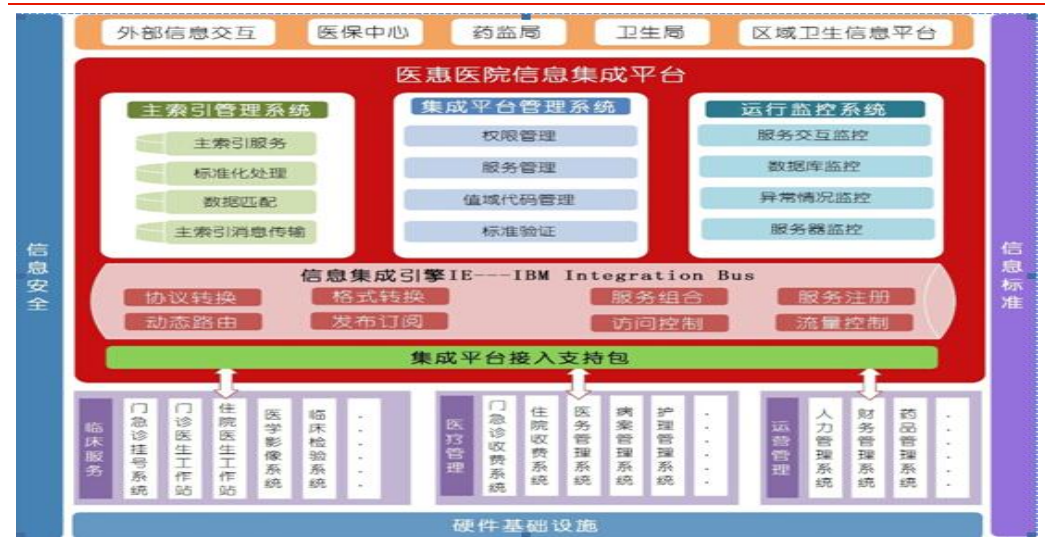 外部信息交互 医保中心 药监局 卫生局 区域卫生信息平台
医惠医院信息集成平台
主索引管理系统
主索引服务
标准化处理
数据匹配
主索引消息传输
集成平台管理系统
权限管理
服务管理
值域代码管理
标准验证
运行监控系统
服务交互监控
数据库监控
异常情况监控
服务器监控
信息集成引擎IE---IBM Integration Bus
协议转换 格式转换 服务组合 服务注册
动态路由 发布订阅 访问控制 流量控制
集成平台接入支持包
信息安全
信息标准
临床服务
门急诊挂号系统
门诊医生工作站
住院医生工作站
医学影像系统
临床检验系统
....
医疗管理
门急诊收费系统
住院收费系统
医务管理系统
病案管理系统
护理管理系统
....
运营管理
人力管理系统
财务管理系统
药品管理系统
....
硬件基础设施